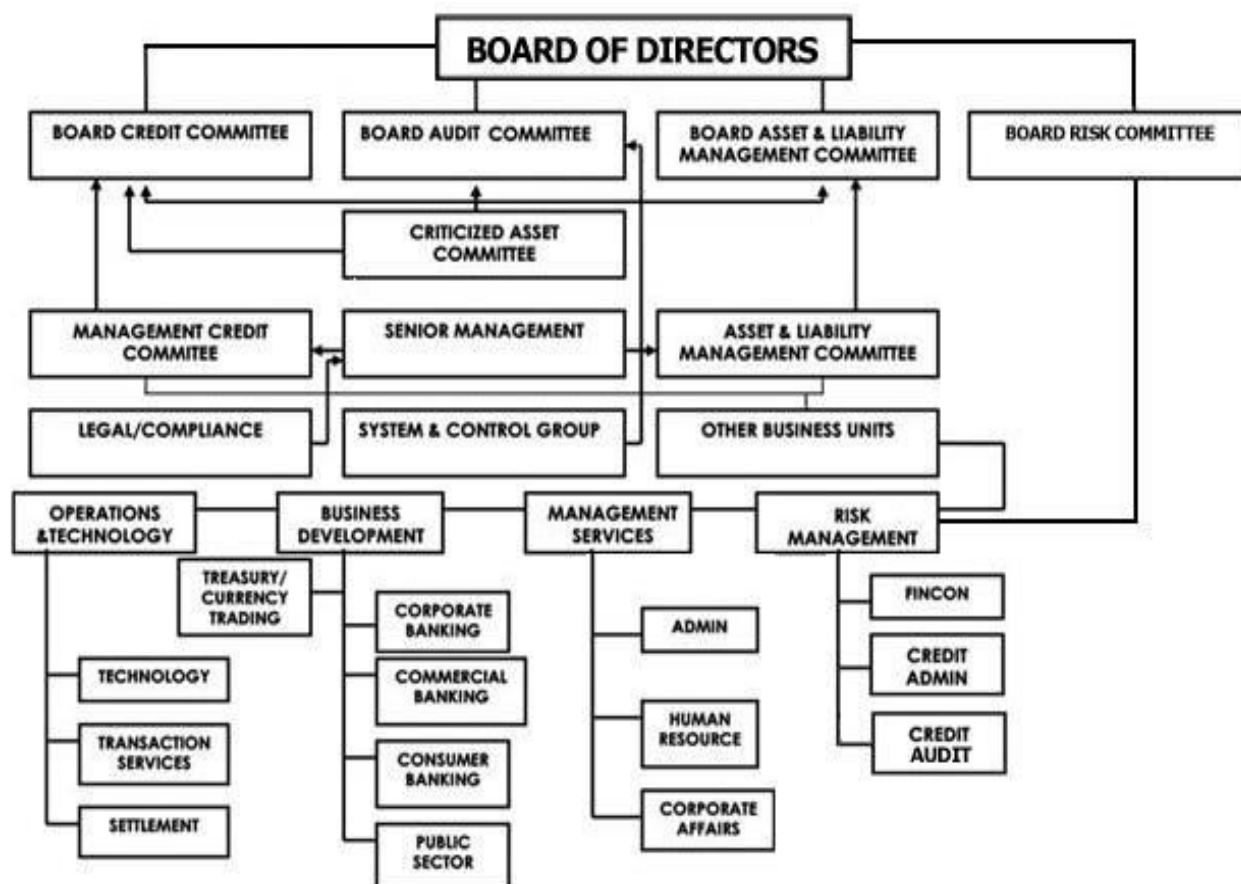 BOARD OF DIRECTORS
BOARD CREDIT COMMITTEE
BOARD AUDIT COMMITTEE
BOARD ASSET & LIABILITY
MANAGEMENT COMMITTEE
BOARD RISK COMMITTEE
CRITICIZED ASSET
COMMITTEE
MANAGEMENT CREDIT
COMMITEE
SENIOR MANAGEMENT
ASSET & LIABILITY
MANAGEMENT COMMITTEE
LEGAL/COMPLIANCE
SYSTEM & CONTROL GROUP
OTHER BUSINESS UNITS
OPERATIONS
&TECHNOLOGY
BUSINESS
DEVELOPMENT
MANAGEMENT
SERVICES
RISK
MANAGEMENT
TECHNOLOGY
TRANSACTION
SERVICES
SETTLEMENT
TREASURY/
CURRENCY
TRADING
CORPORATE
BANKING
COMMERCIAL
BANKING
CONSUMER
BANKING
PUBLIC
SECTOR
ADMIN
HUMAN
RESOURCE
CORPORATE
AFFAIRS
FINCON
CREDIT
ADMIN
CREDIT
AUDIT